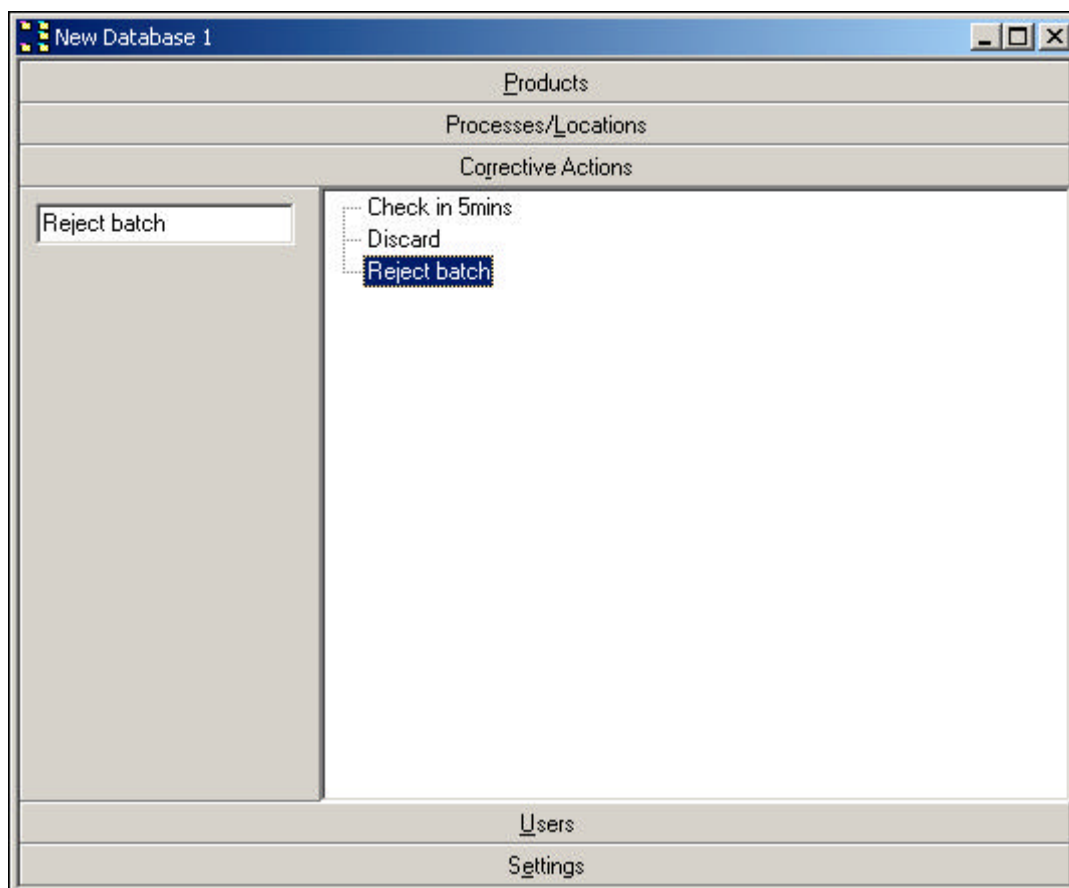 New Database 1
Products
Processes/Locations
Corrective Actions
Reject batch
Check in 5mins
Discard
Reject batch
Users
Settings